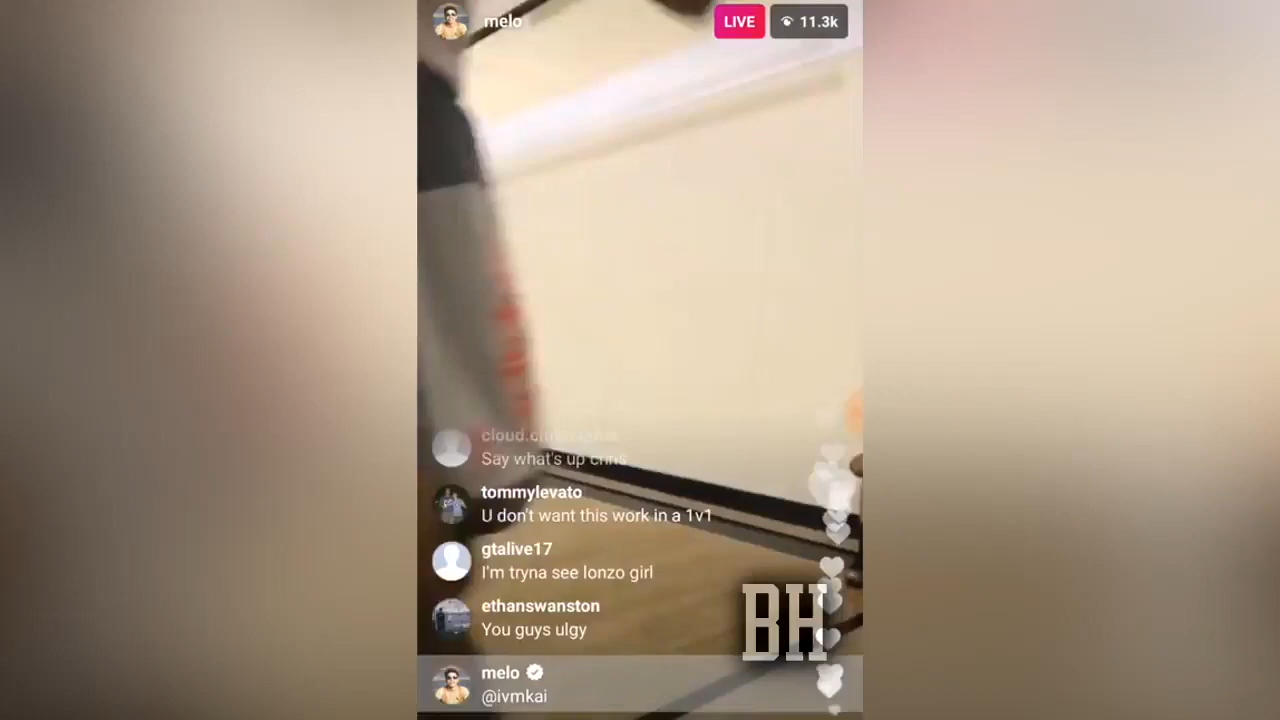 melo
LIVE
11.3k
Say what's up chris
tommylevato
U don't want this work in a 1v1
gtalive17
I'm tryna see lonzo girl
ethanswanston
You guys ulgy
melo
@ivmkai
BH